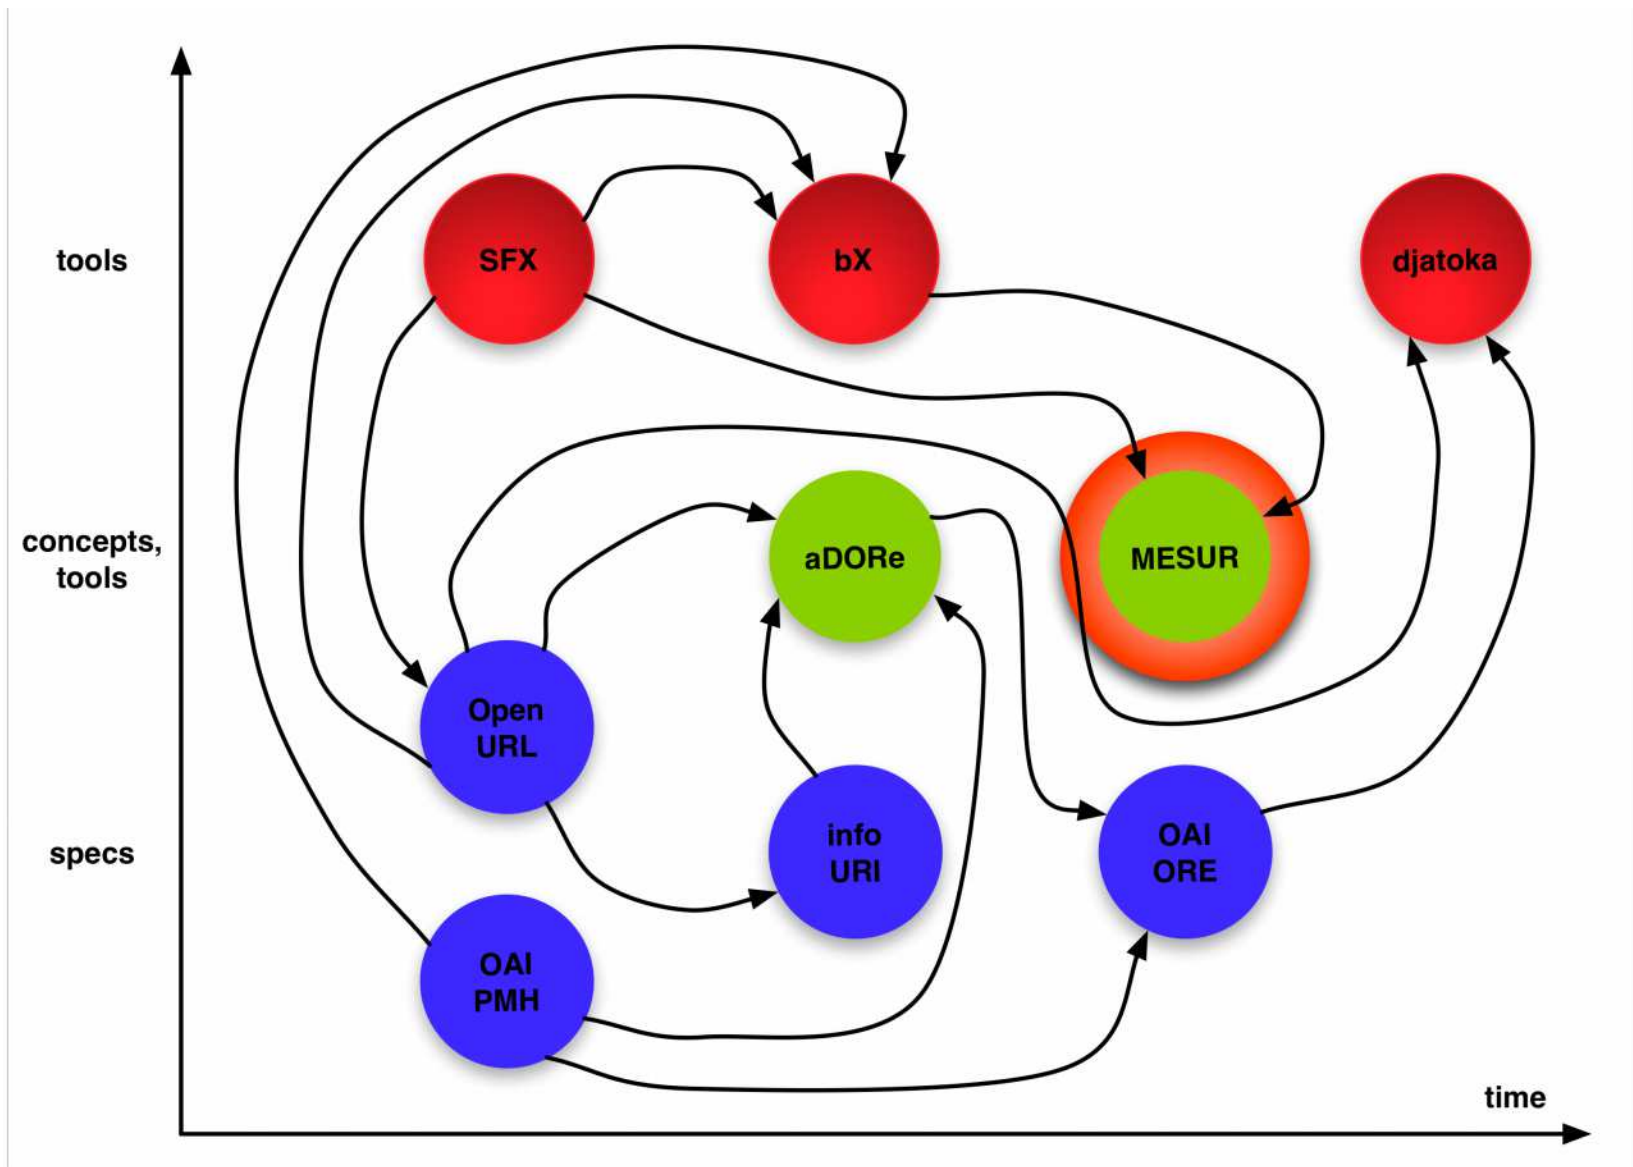 tools
SFX
bX
djatoka
concepts,
tools
aDORe
MESUR
Open
URL
specs
info
URI
OAI
ORE
OAI
PMH
time